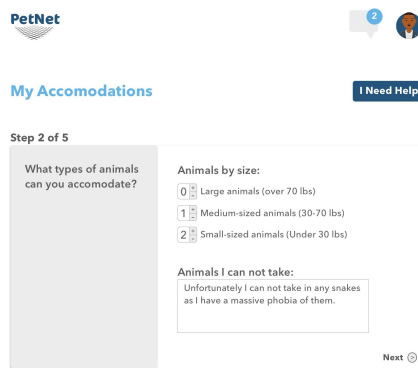 PetNet
2
My Accomodations
I Need Help
Step 2 of 5
What types of animals
can you accomodate?
Animals by size:
0 Large animals (over 70 lbs)
1 Medium-sized animals (30-70 lbs)
2 Small-sized animals (Under 30 lbs)
Animals I can not take:
Unfortunately I can not take in any snakes
as I have a massive phobia of them.
Next